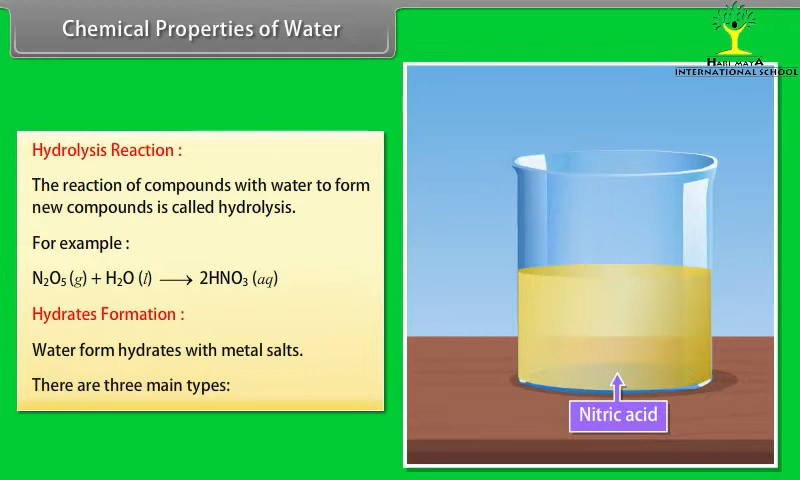 Chemical Properties of Water
HARI MAYA
INTERNATIONAL SCHOOL
Hydrolysis Reaction :
The reaction of compounds with water to form
new compounds is called hydrolysis.
For example :
N₂O₅ (g) + H₂O (l) ⟶ 2HNO₃ (aq)
Hydrates Formation :
Water form hydrates with metal salts.
There are three main types:
Nitric acid